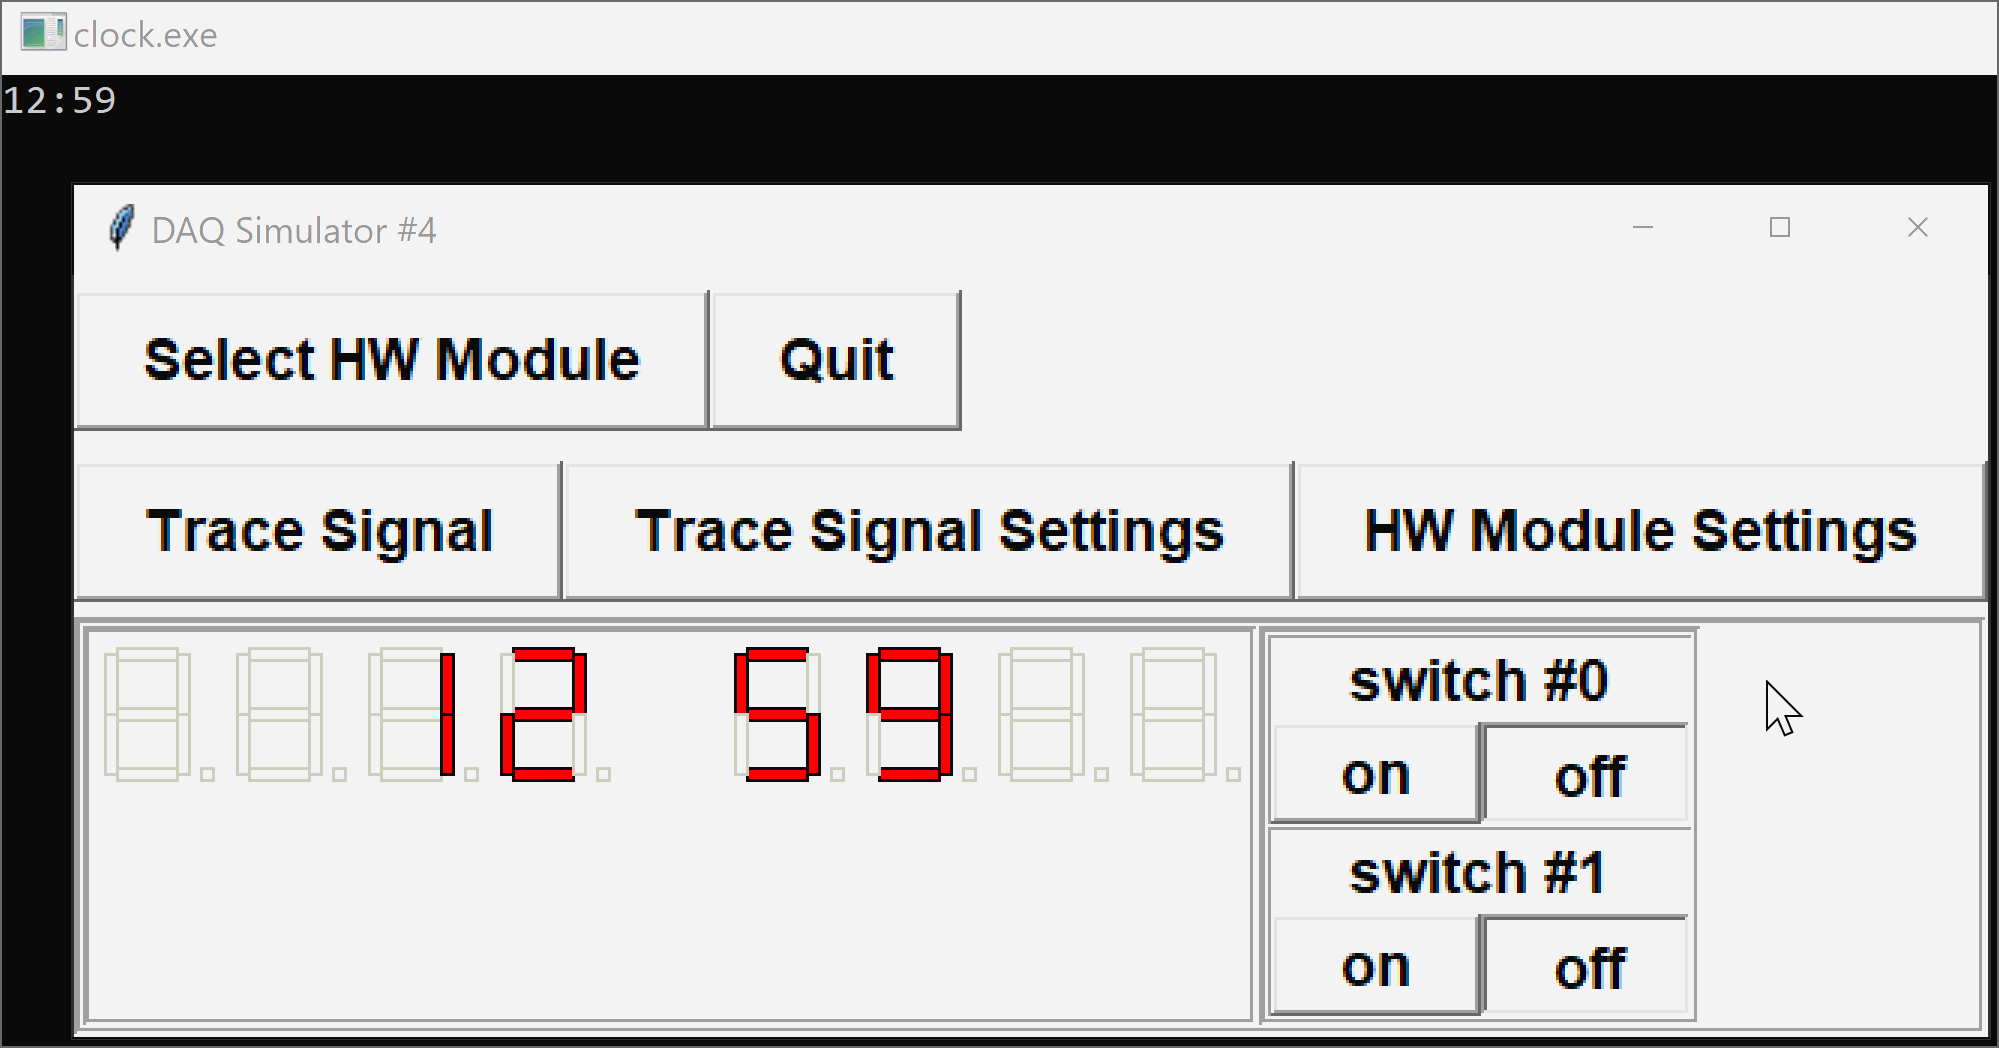 clock.exe
12:59
DAQ Simulator #4
Select HW Module Quit
Trace Signal Trace Signal Settings HW Module Settings
12 59
switch #0
on off
switch #1
on off